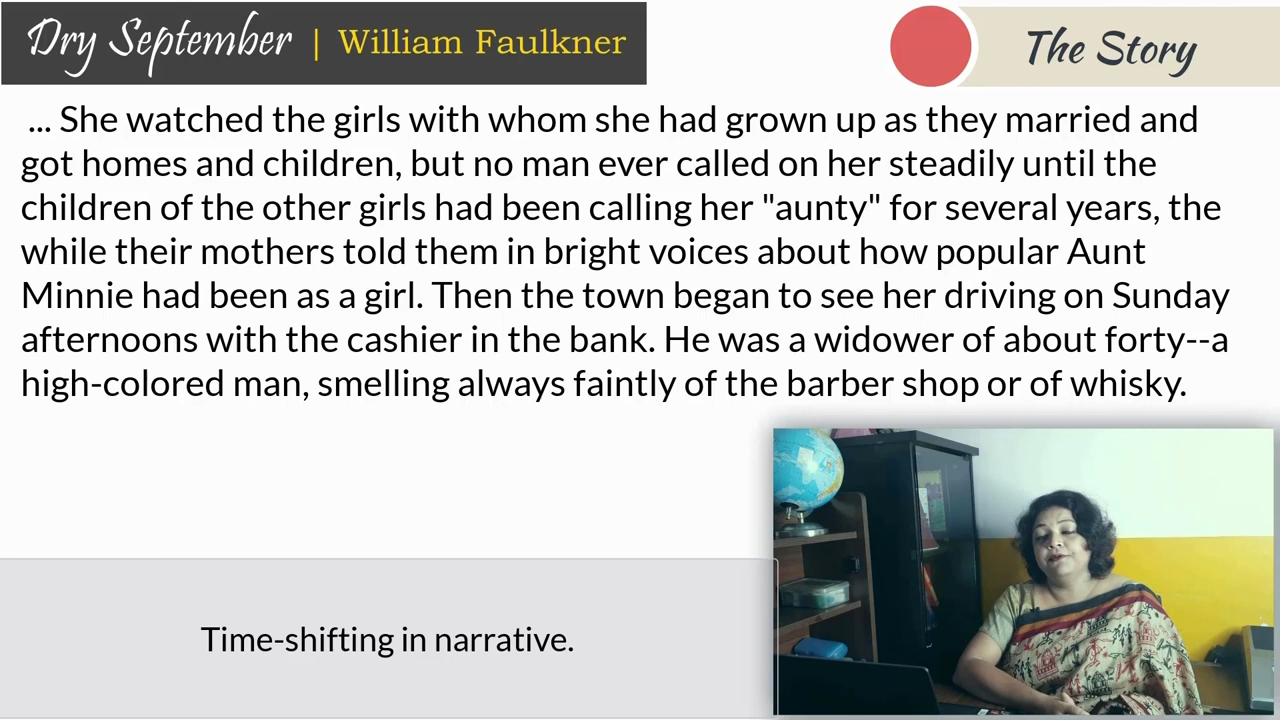 Dry September | William Faulkner
The Story
... She watched the girls with whom she had grown up as they married and
got homes and children, but no man ever called on her steadily until the
children of the other girls had been calling her "aunty" for several years, the
while their mothers told them in bright voices about how popular Aunt
Minnie had been as a girl. Then the town began to see her driving on Sunday
afternoons with the cashier in the bank. He was a widower of about forty--a
high-colored man, smelling always faintly of the barber shop or of whisky.
Time-shifting in narrative.